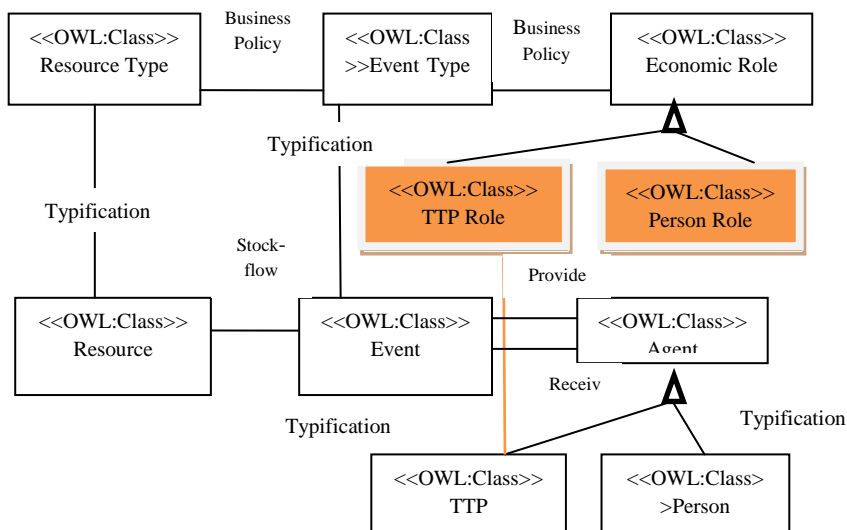 Business
Policy
Business
Policy
<<OWL:Class>>
Resource Type
<<OWL:Class
>>Event Type
<<OWL:Class>>
Economic Role
Typification
<<OWL:Class>>
TTP Role
<<OWL:Class>>
Person Role
Typification
Stock-
flow
Provide
<<OWL:Class>>
Resource
<<OWL:Class>>
Event
<<OWL:Class>>
Agent
Receiv
Typification
Typification
<<OWL:Class>>
TTP
<<OWL:Class>
>Person